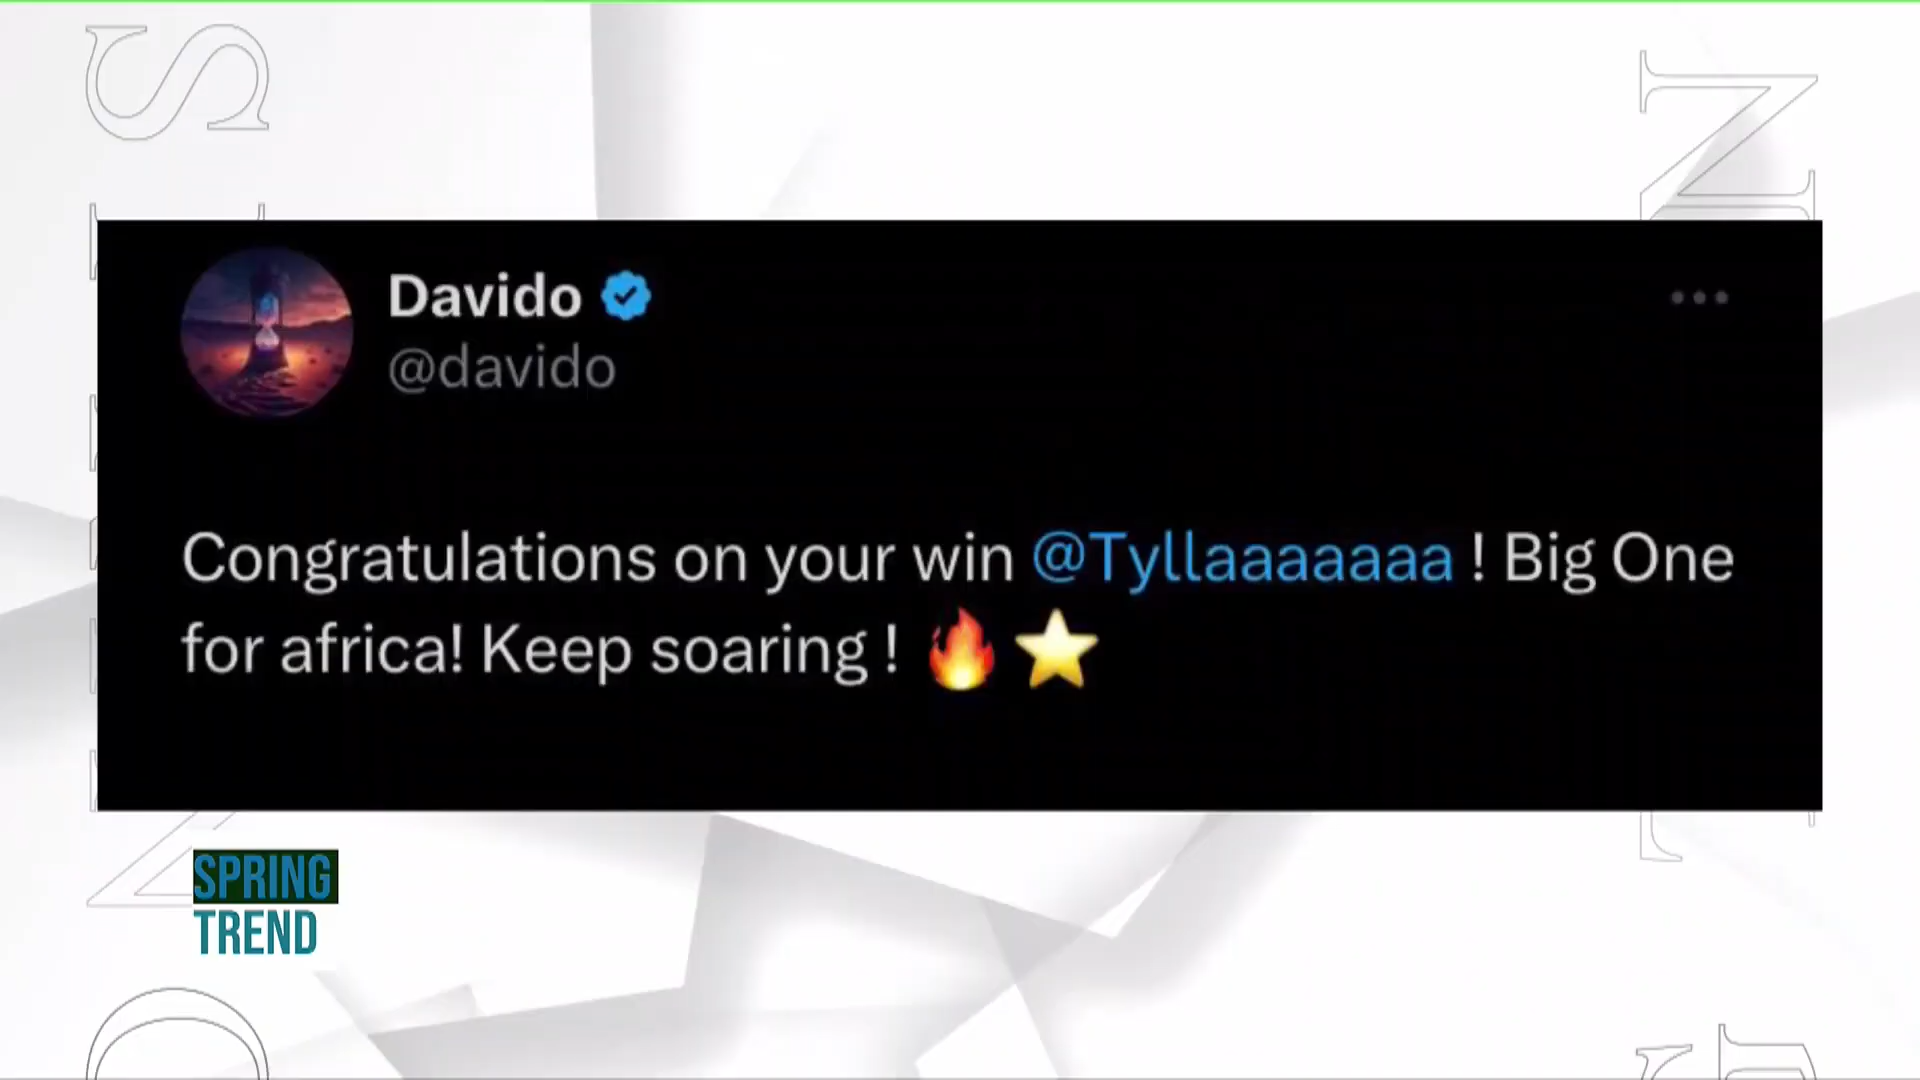 Davido
@davido
Congratulations on your win @Tyllaaaaaaa ! Big One
for africa! Keep soaring ! 🔥 ⭐
SPRING
TREND